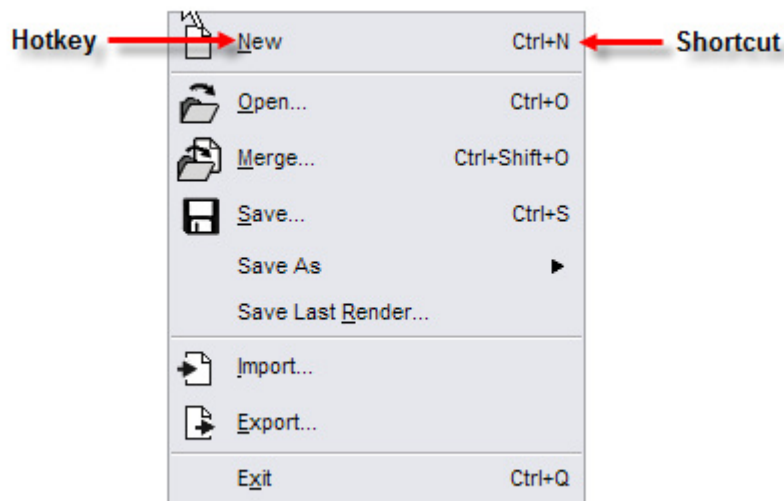 Hotkey New Ctrl+N Shortcut
Open... Ctrl+O
Merge... Ctrl+Shift+O
Save... Ctrl+S
Save As
Save Last Render...
Import...
Export...
Exit Ctrl+Q